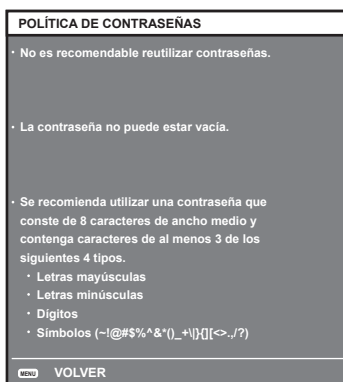 POLÍTICA DE CONTRASEÑAS
· No es recomendable reutilizar contraseñas.
· La contraseña no puede estar vacía.
· Se recomienda utilizar una contraseña que
conste de 8 caracteres de ancho medio y
contenga caracteres de al menos 3 de los
siguientes 4 tipos.
· Letras mayúsculas
· Letras minúsculas
· Dígitos
· Símbolos (~!@#$%^&*()_+\|}{][<>.,/?)
MENU VOLVER